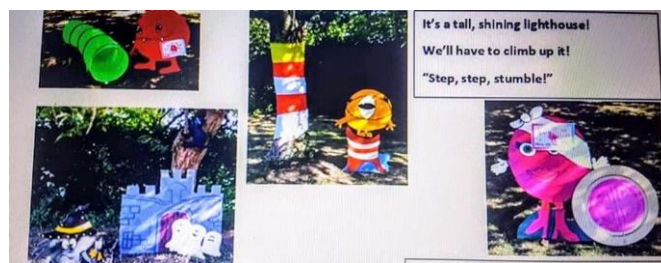 It's a tall, shining lighthouse!
We'll have to climb up it!
"Step, step, stumble!"